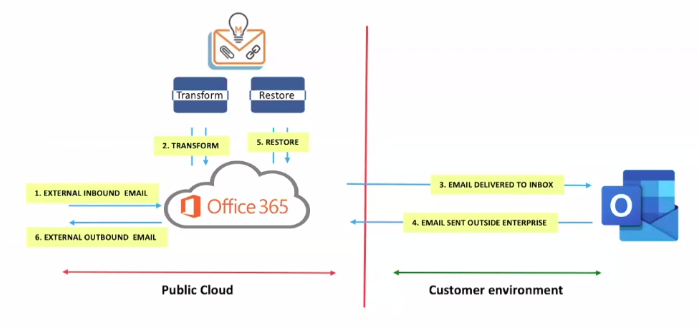 M
Transform
Restore
2. TRANSFORM
5. RESTORE
1. EXTERNAL INBOUND EMAIL
Office 365
6. EXTERNAL OUTBOUND EMAIL
3. EMAIL DELIVERED TO INBOX
4. EMAIL SENT OUTSIDE ENTERPRISE
O
Public Cloud
Customer environment